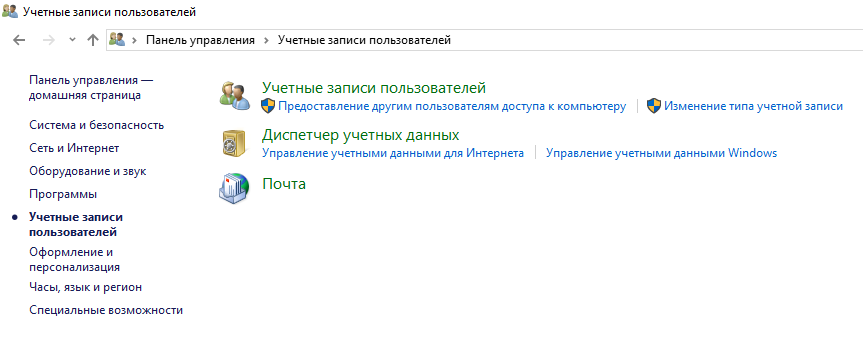 Учетные записи пользователей
Панель управления > Учетные записи пользователей
Панель управления —
домашняя страница
Система и безопасность
Сеть и Интернет
Оборудование и звук
Программы
Учетные записи
пользователей
Оформление и
персонализация
Часы, язык и регион
Специальные возможности
Учетные записи пользователей
Предоставление другим пользователям доступа к компьютеру | Изменение типа учетной записи
Диспетчер учетных данных
Управление учетными данными для Интернета | Управление учетными данными Windows
Почта